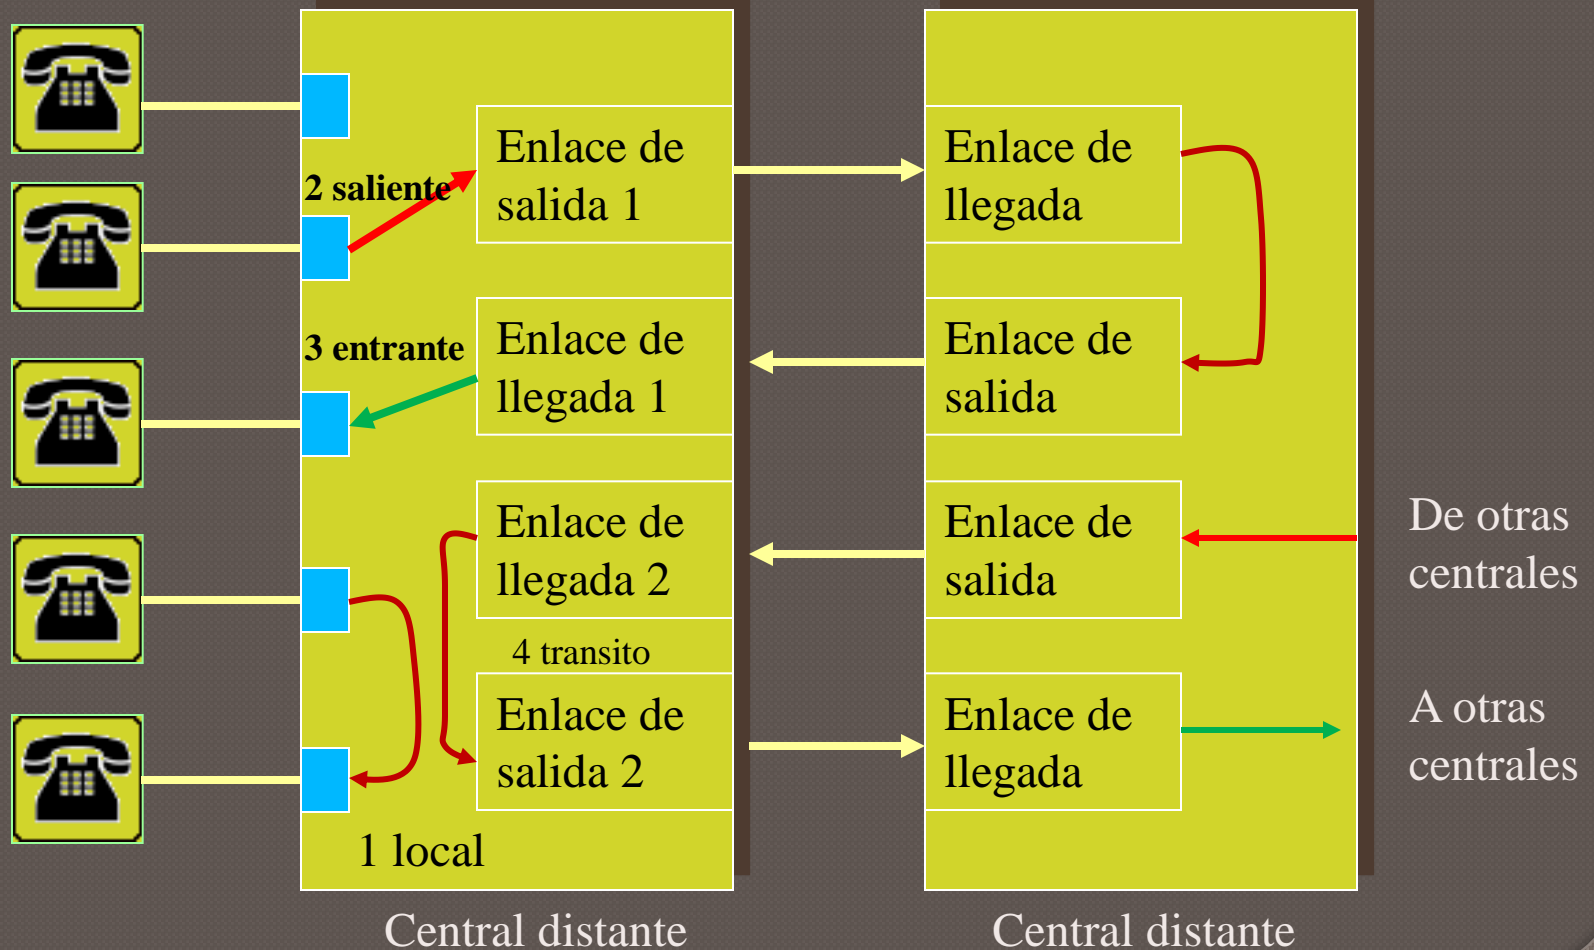 Enlace de
salida 1
2 saliente
3 entrante
Enlace de
llegada 1
Enlace de
llegada 2
4 transito
Enlace de
salida 2
1 local
Central distante
Enlace de
llegada
Enlace de
salida
Enlace de
salida
Enlace de
llegada
Central distante
De otras
centrales
A otras
centrales